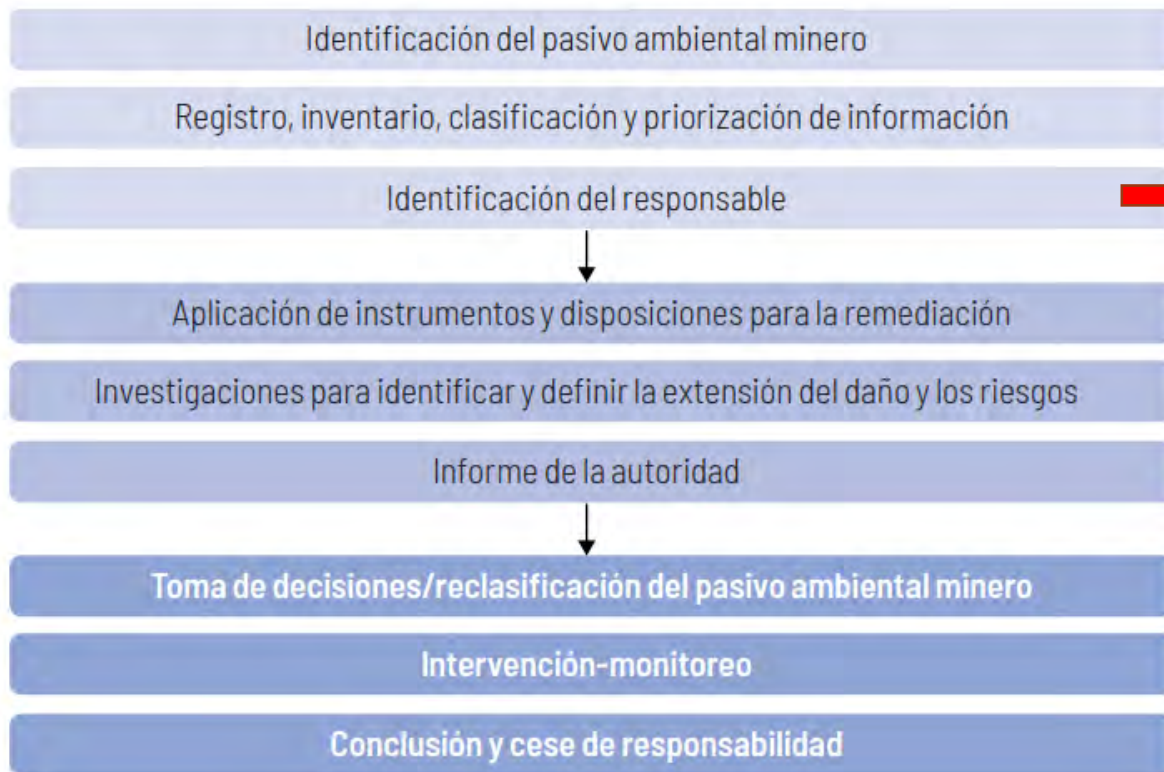 Identificación del pasivo ambiental minero
Registro, inventario, clasificación y priorización de información
Identificación del responsable
Aplicación de instrumentos y disposiciones para la remediación
Investigaciones para identificar y definir la extensión del daño y los riesgos
Informe de la autoridad
Toma de decisiones/reclasificación del pasivo ambiental minero
Intervención-monitoreo
Conclusión y cese de responsabilidad